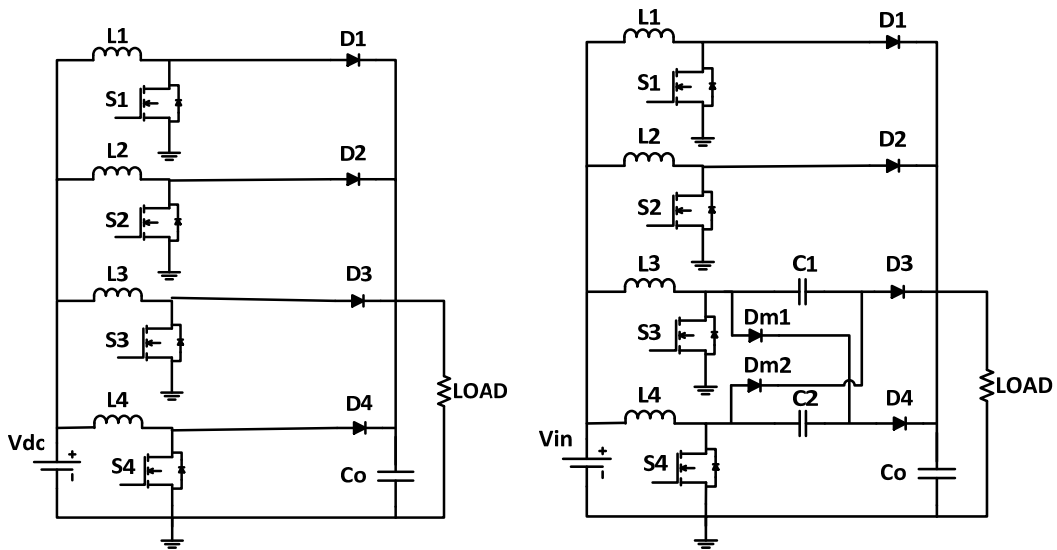 L1
D1
S1
L2
D2
S2
L3
D3
S3
LOAD
L4
D4
Vdc
+
S4
Co
L1
D1
S1
L2
D2
S2
L3
C1
D3
Dm1
S3
Dm2
LOAD
L4
C2
D4
Vin
+
S4
Co